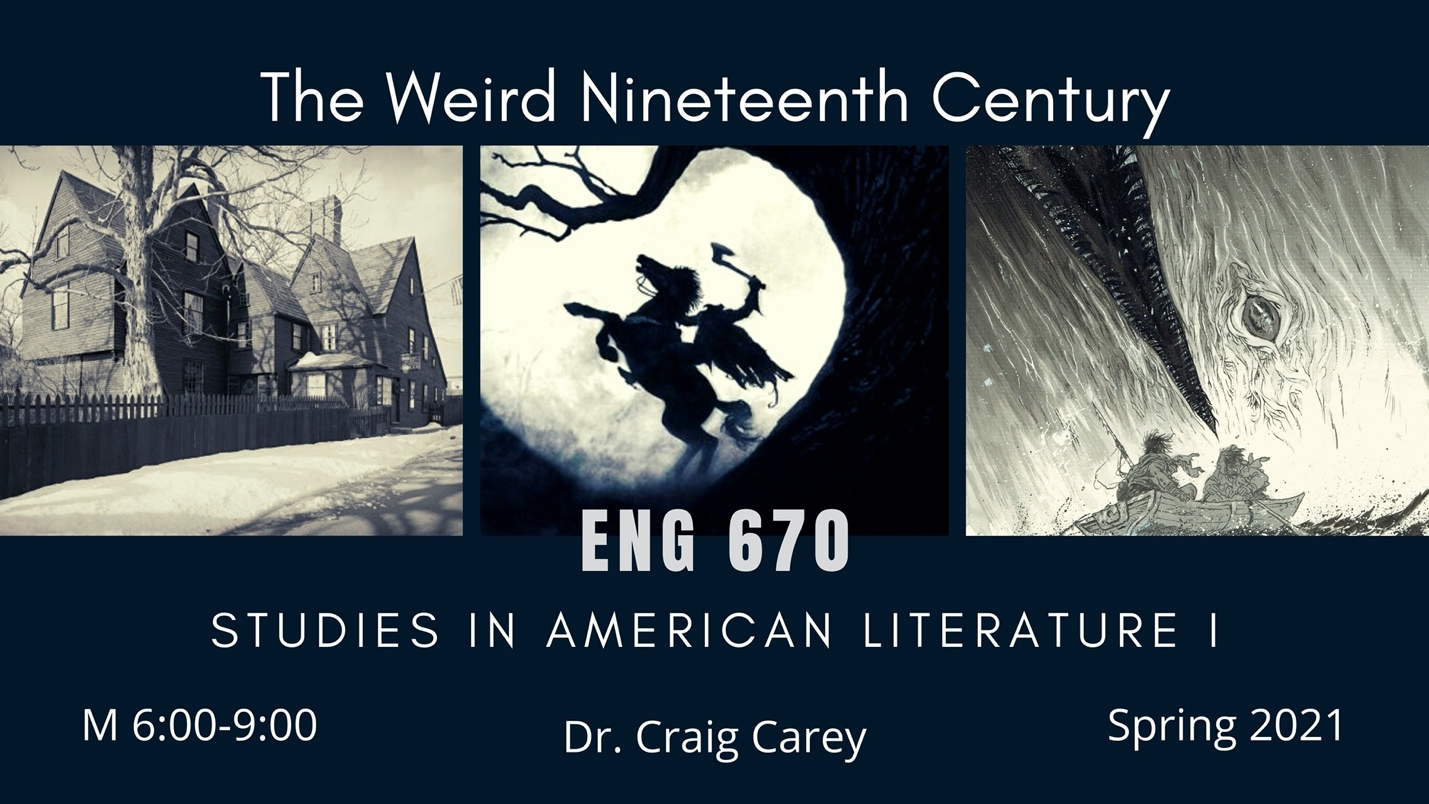 The Weird Nineteenth Century
ENG 670
STUDIES IN AMERICAN LITERATURE I
M 6:00-9:00
Dr. Craig Carey
Spring 2021